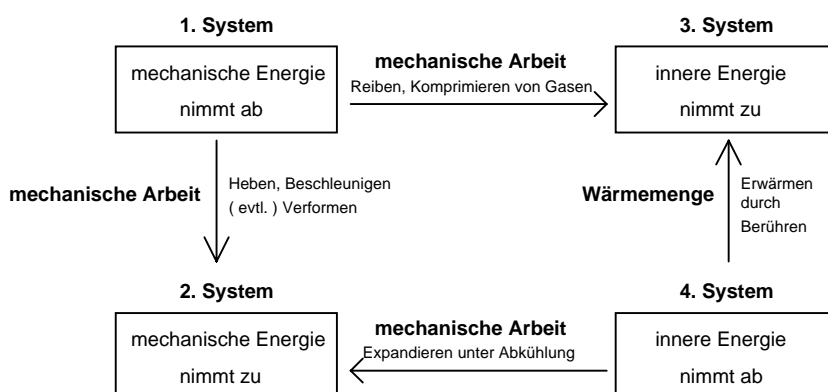 1. System
3. System
mechanische Energie
nimmt ab
mechanische Arbeit
Reiben, Komprimieren von Gasen
innere Energie
nimmt zu
mechanische Arbeit
Heben, Beschleunigen
( evtl. ) Verformen
Wärmemenge
Erwärmen
durch
Berühren
2. System
4. System
mechanische Energie
nimmt zu
mechanische Arbeit
Expandieren unter Abkühlung
innere Energie
nimmt ab